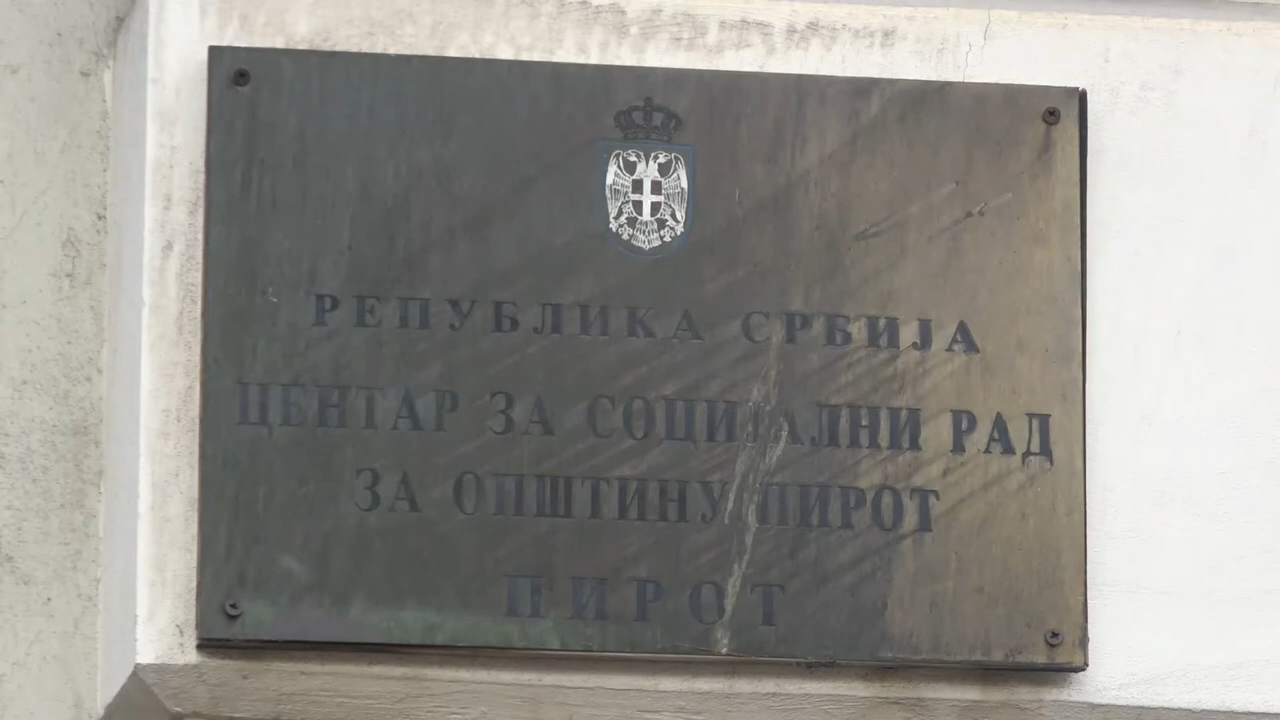 РЕПУБЛИКА СРБИЈА
ЦЕНТАР ЗА СОЦИЈАЛНИ РАД
ЗА ОПШТИНУ ПИРОТ
ПИРОТ